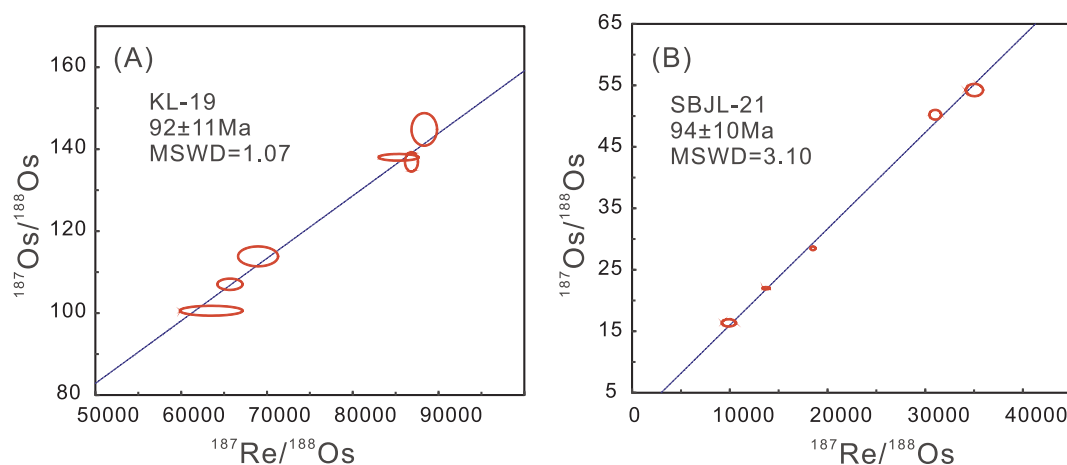 (A)
KL-19
92±11Ma
MSWD=1.07
160
140
120
100
80
50000 60000 70000 80000 90000
¹⁸⁷Os/¹⁸⁸Os
¹⁸⁷Re/¹⁸⁸Os
(B)
SBJL-21
94±10Ma
MSWD=3.10
65
55
45
35
25
15
5
0 10000 20000 30000 40000
¹⁸⁷Os/¹⁸⁸Os
¹⁸⁷Re/¹⁸⁸Os